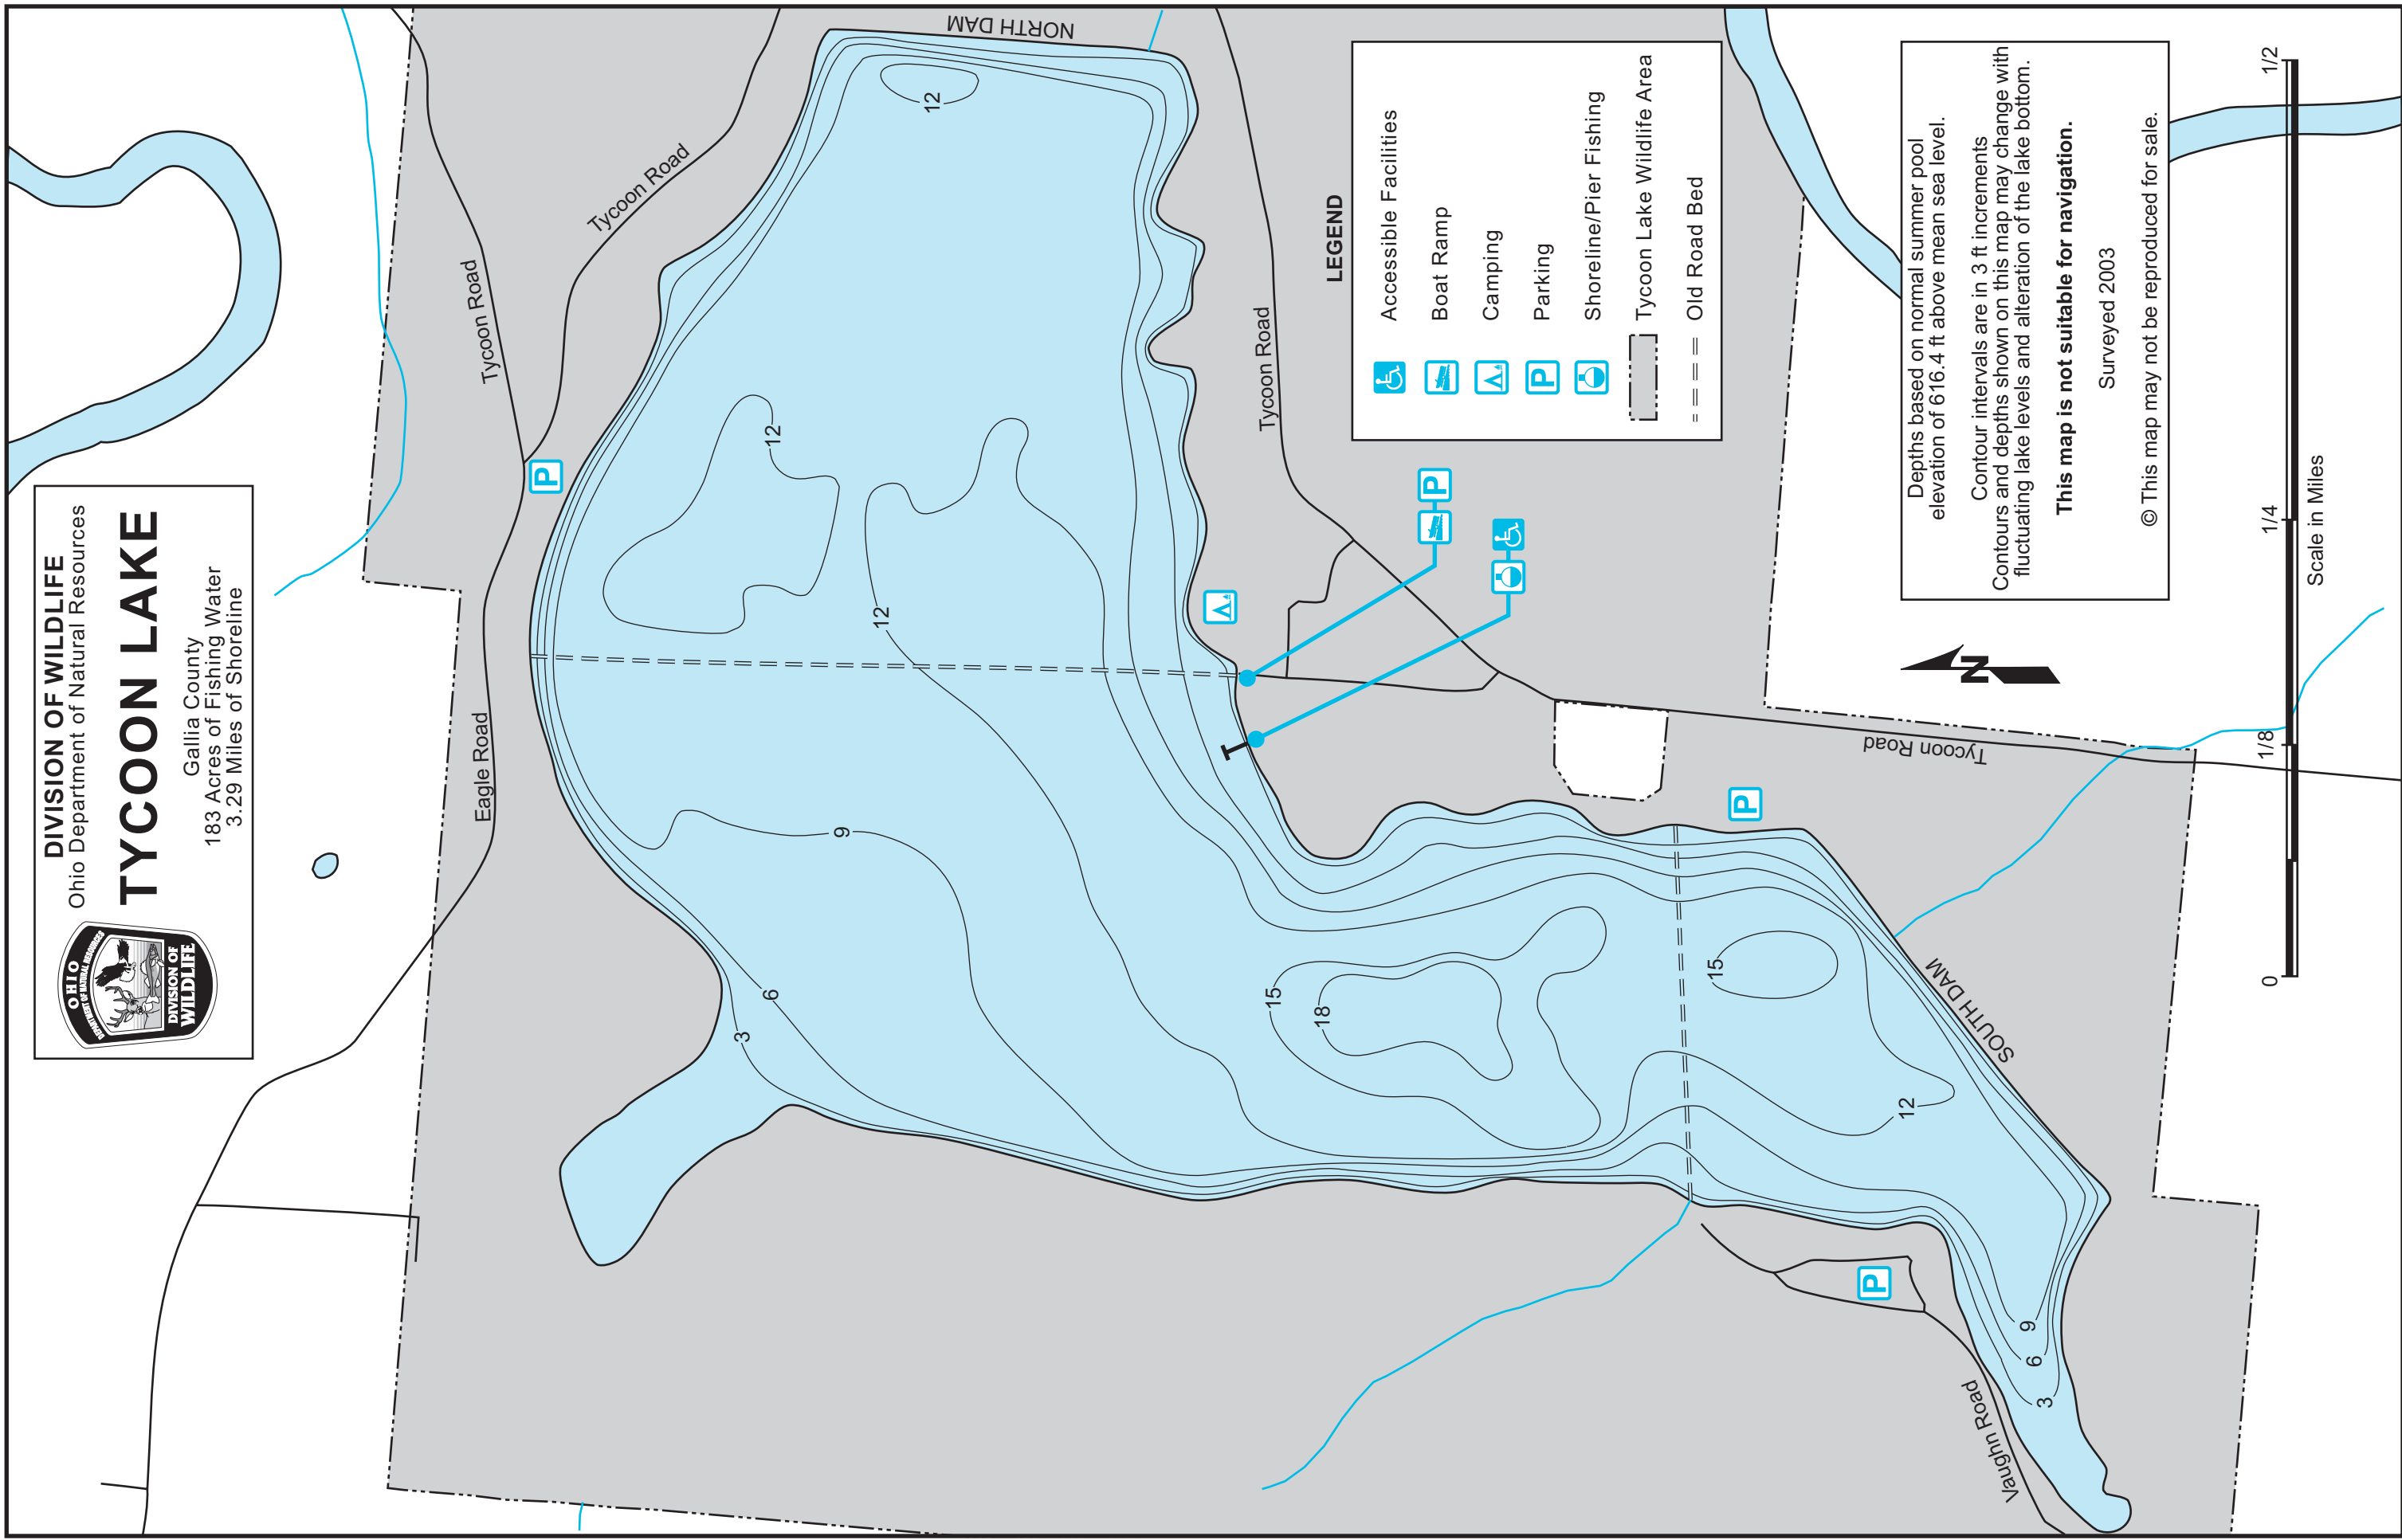 OHIO
DEPARTMENT OF NATURAL RESOURCES
DIVISION OF
WILDLIFE
DIVISION OF WILDLIFE
Ohio Department of Natural Resources
TYCOON LAKE
Gallia County
183 Acres of Fishing Water
3.29 Miles of Shoreline
Eagle Road
Tycoon Road
Tycoon Road
NORTH DAM
Tycoon Road
Tycoon Road
SOUTH DAM
Vaughn Road
P
P
P
P
12
12
12
9
6
3
15
18
15
12
9
6
3
LEGEND
Accessible Facilities
Boat Ramp
Camping
P Parking
Shoreline/Pier Fishing
Tycoon Lake Wildlife Area
Old Road Bed
N
Depths based on normal summer pool
elevation of 616.4 ft above mean sea level.
Contour intervals are in 3 ft increments
Contours and depths shown on this map may change with
fluctuating lake levels and alteration of the lake bottom.
This map is not suitable for navigation.
Surveyed 2003
© This map may not be reproduced for sale.
0 1/8 1/4 1/2
Scale in Miles